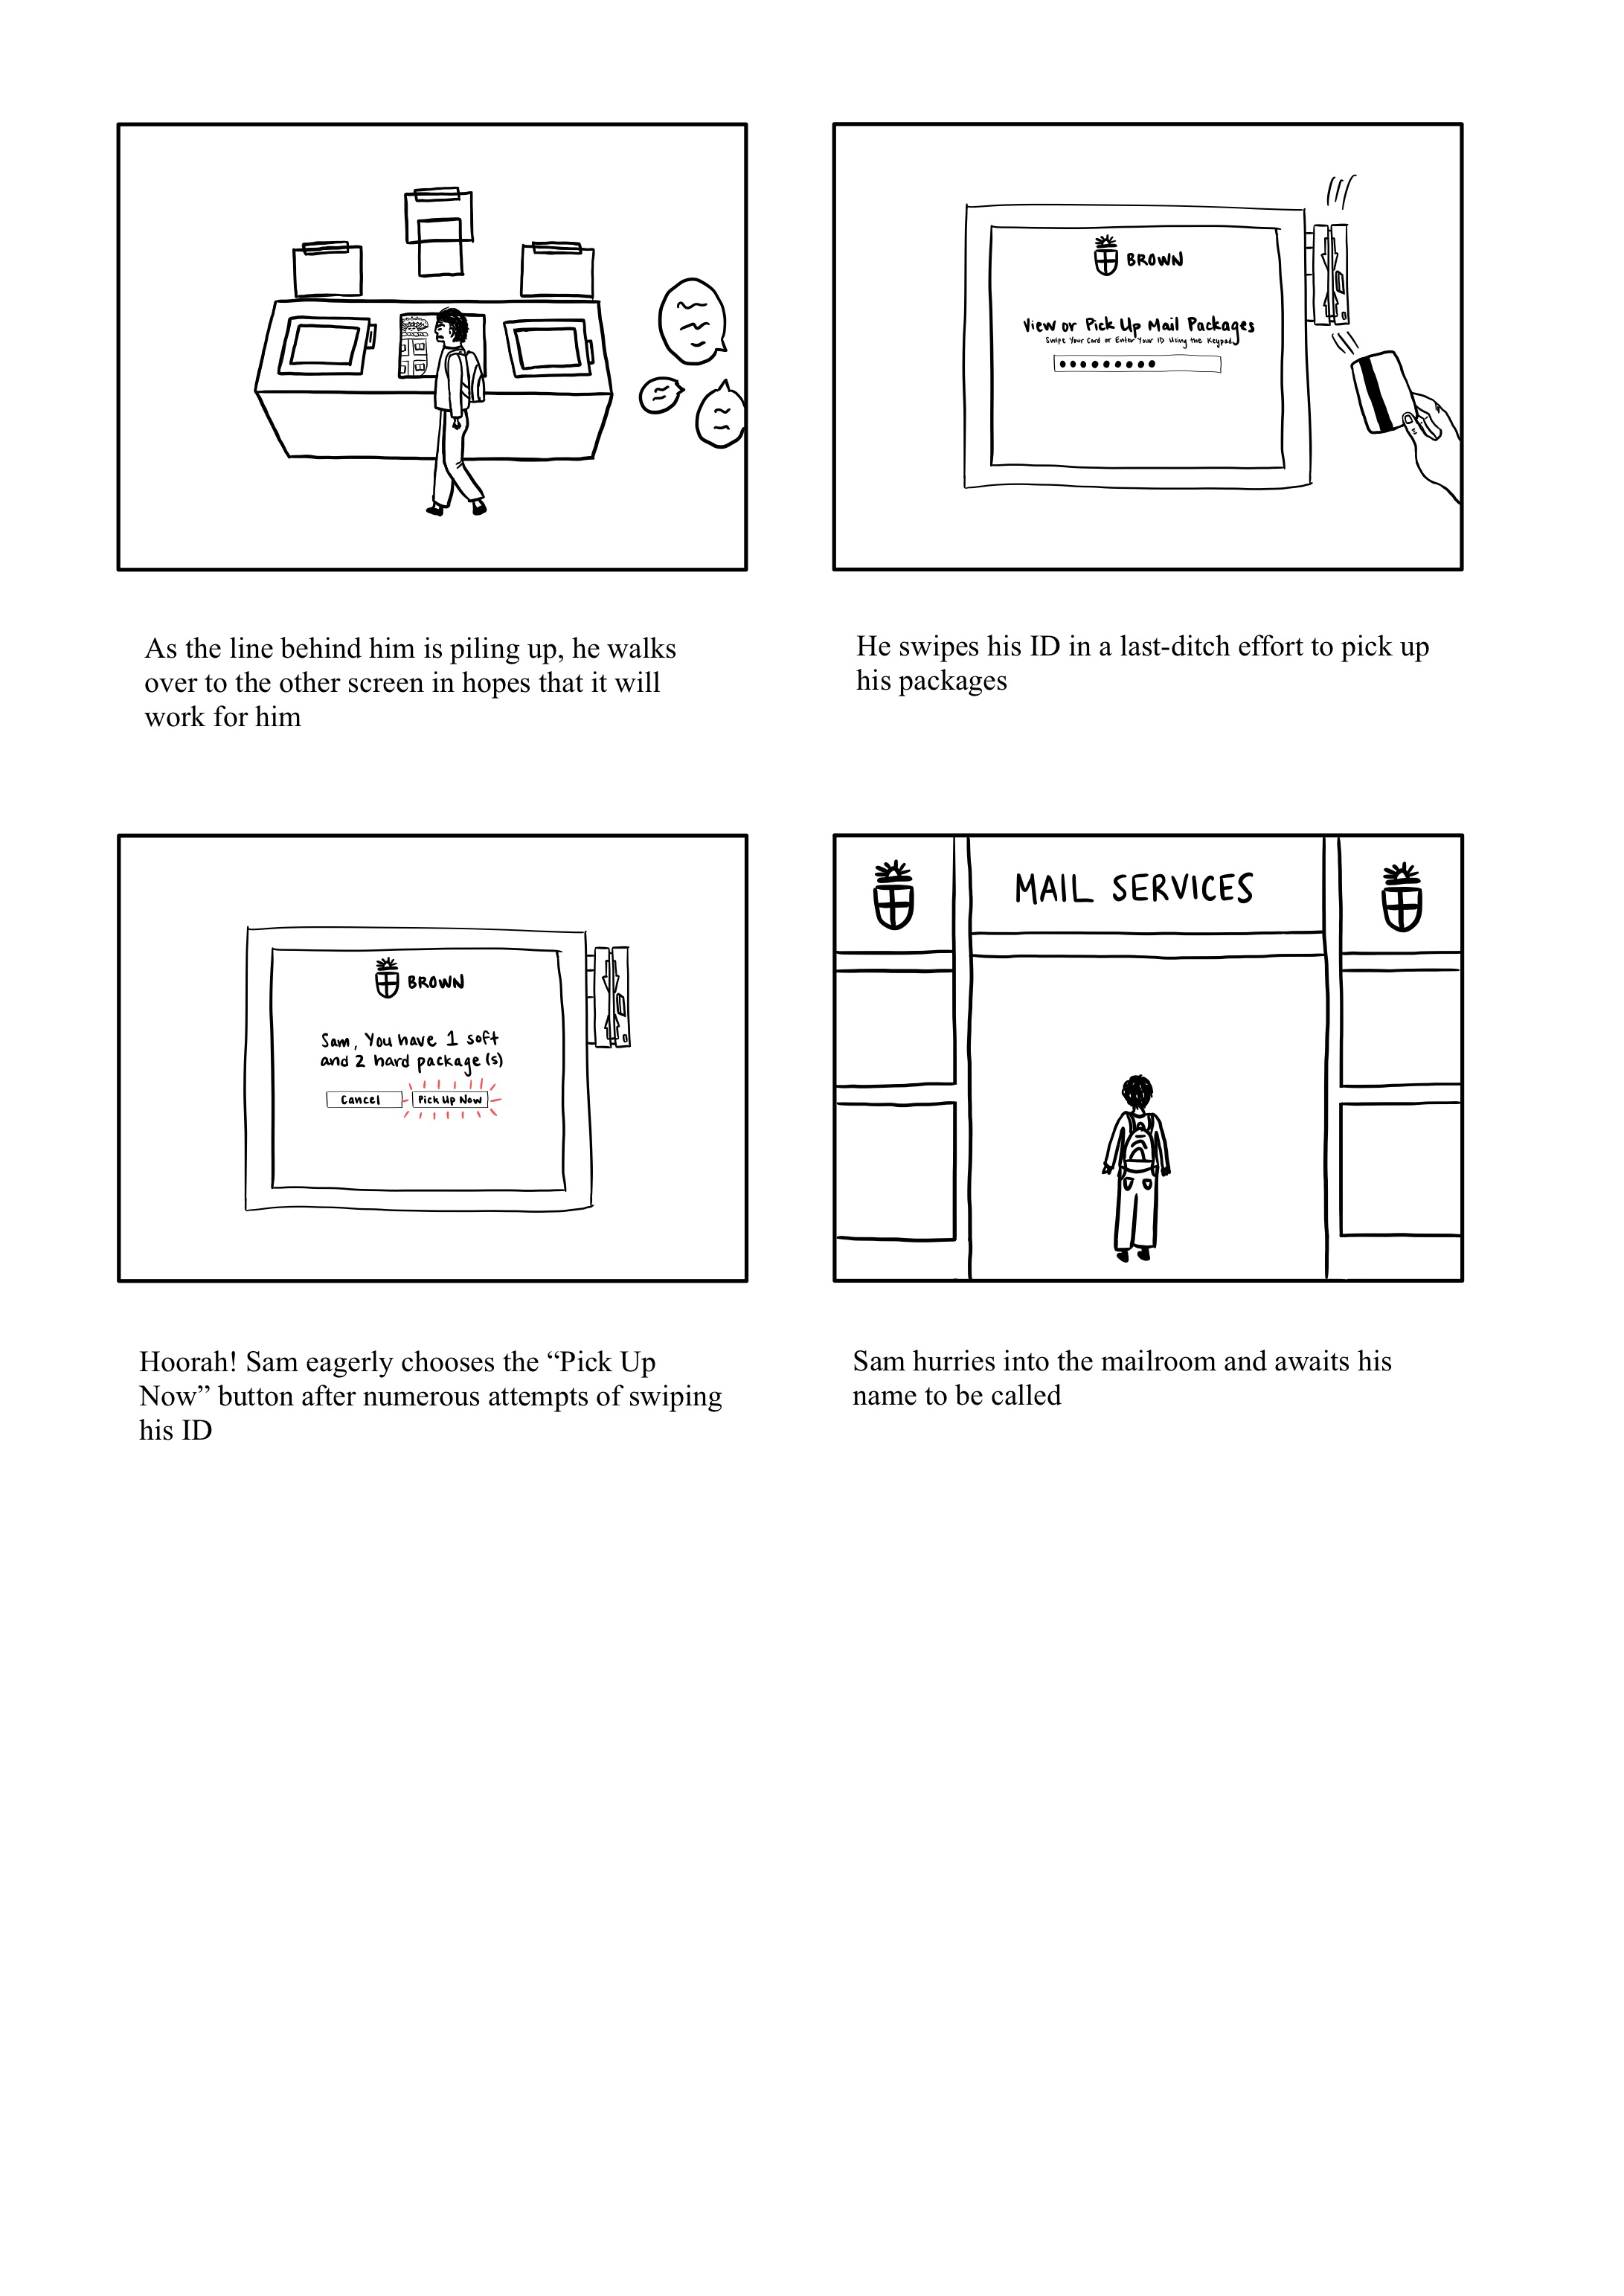 BROWN
View or Pick Up Mail Packages
Swipe Your Card or Enter Your ID Using the Keypad
As the line behind him is piling up, he walks
over to the other screen in hopes that it will
work for him
He swipes his ID in a last-ditch effort to pick up
his packages
BROWN
Sam, You have 1 soft
and 2 hard package(s)
Cancel
Pick Up Now
MAIL SERVICES
Hoorah! Sam eagerly chooses the “Pick Up
Now” button after numerous attempts of swiping
his ID
Sam hurries into the mailroom and awaits his
name to be called